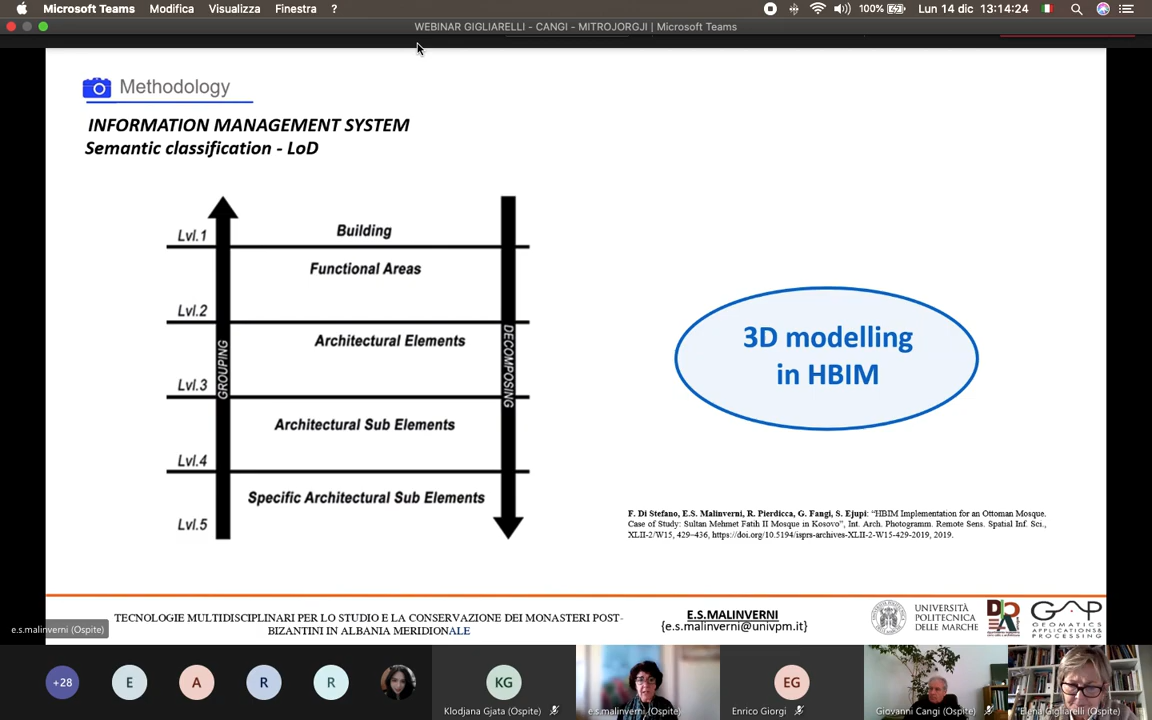 Microsoft Teams Modifica Visualizza Finestra ? 100% Lun 14 dic 13:14:24
WEBINAR GIGLIARELLI - CANGI - MITROJORGJI | Microsoft Teams
Methodology
INFORMATION MANAGEMENT SYSTEM
Semantic classification - LoD
Lvl.1
Building
Functional Areas
Lvl.2
Architectural Elements
GROUPING
DECOMPOSING
Lvl.3
Architectural Sub Elements
Lvl.4
Specific Architectural Sub Elements
Lvl.5
3D modelling
in HBIM
F. Di Stefano, E.S. Malinverni, R. Pierdicca, G. Fangi, S. Ejupi: “HBIM Implementation for an Ottoman Mosque.
Case of Study: Sultan Mehmet Fatih II Mosque in Kosovo”, Int. Arch. Photogramm. Remote Sens. Spatial Inf. Sci.,
XLII-2/W15, 429–436, https://doi.org/10.5194/isprs-archives-XLII-2-W15-429-2019, 2019.
TECNOLOGIE MULTIDISCIPLINARI PER LO STUDIO E LA CONSERVAZIONE DEI MONASTERI POST-
BIZANTINI IN ALBANIA MERIDIONALE
E.S.MALINVERNI
{e.s.malinverni@univpm.it}
UNIVERSITÀ
POLITECNICA
DELLE MARCHE
GAP
GEOMATICS
APPLICATIONS&
PROCESSING
e.s.malinverni (Ospite)
+28
E
A
R
R
KG
Klodjana Gjata (Ospite)
e.s.malinverni (Ospite)
EG
Enrico Giorgi
Giovanni Cangi (Ospite)
Elena Gigliarelli (Ospite)